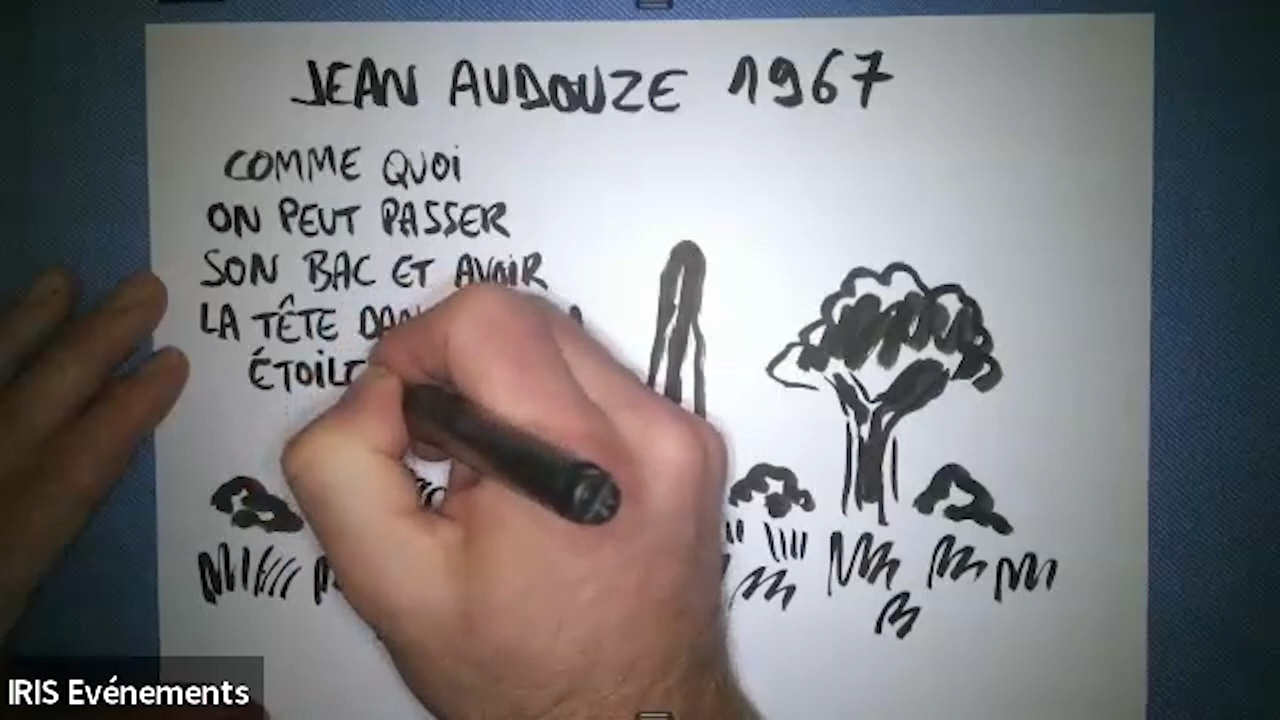 JEAN AUDOUZE 1967
COMME QUOI
ON PEUT PASSER
SON BAC ET AVOIR
LA TÊTE
IRIS Evénements